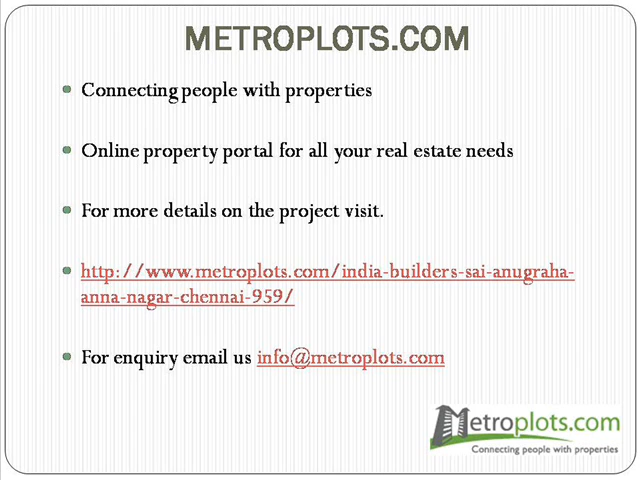 METROPLOTS.COM
Connecting people with properties
Online property portal for all your real estate needs
For more details on the project visit.
http://www.metroplots.com/india-builders-sai-anugraha-
anna-nagar-chennai-959/
For enquiry email us info@metroplots.com
Metroplots.com
Connecting people with properties